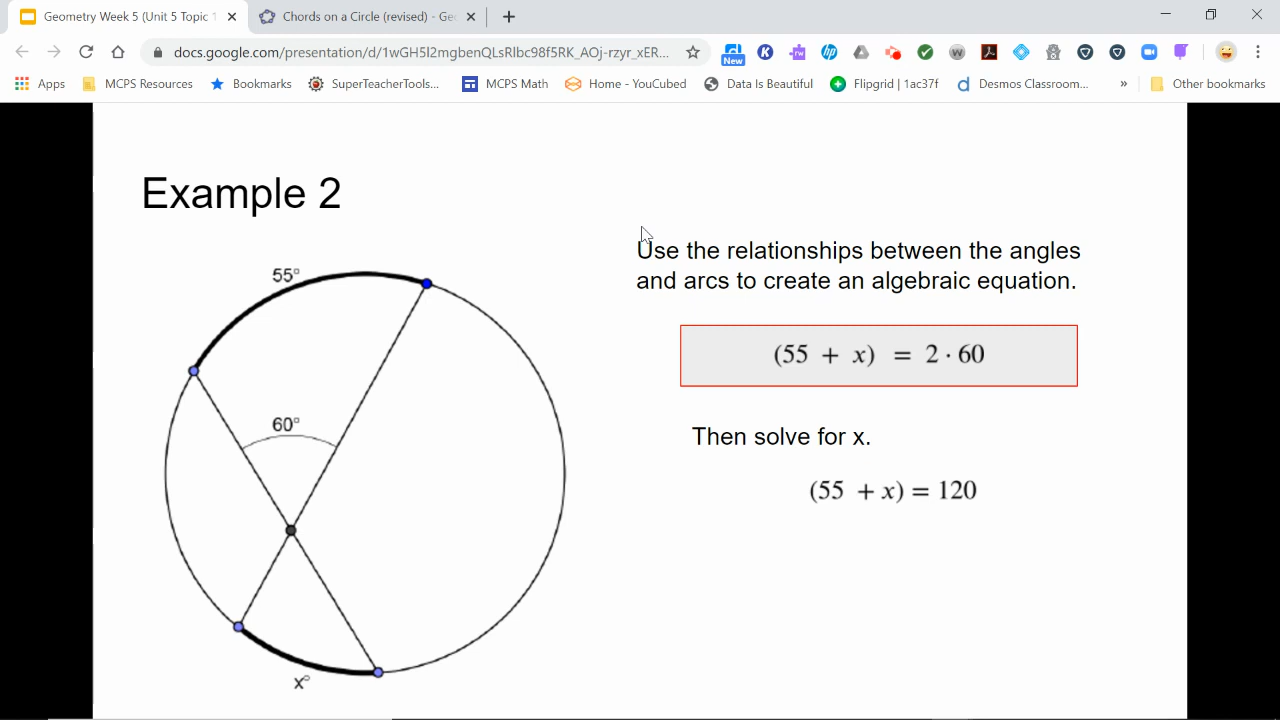 Geometry Week 5 (Unit 5 Topic 1
Chords on a Circle (revised) - Geo
docs.google.com/presentation/d/1wGH5l2mgbenQLsRlbc98f5RK_AOj-rzyr_xER...
New
Apps
MCPS Resources
Bookmarks
SuperTeacherTools...
MCPS Math
Home - YouCubed
Data Is Beautiful
Flipgrid | 1ac37f
Desmos Classroom...
»
Other bookmarks
Example 2
Use the relationships between the angles
and arcs to create an algebraic equation.
(55 + x) = 2 · 60
Then solve for x.
(55 + x) = 120
55°
60°
x°